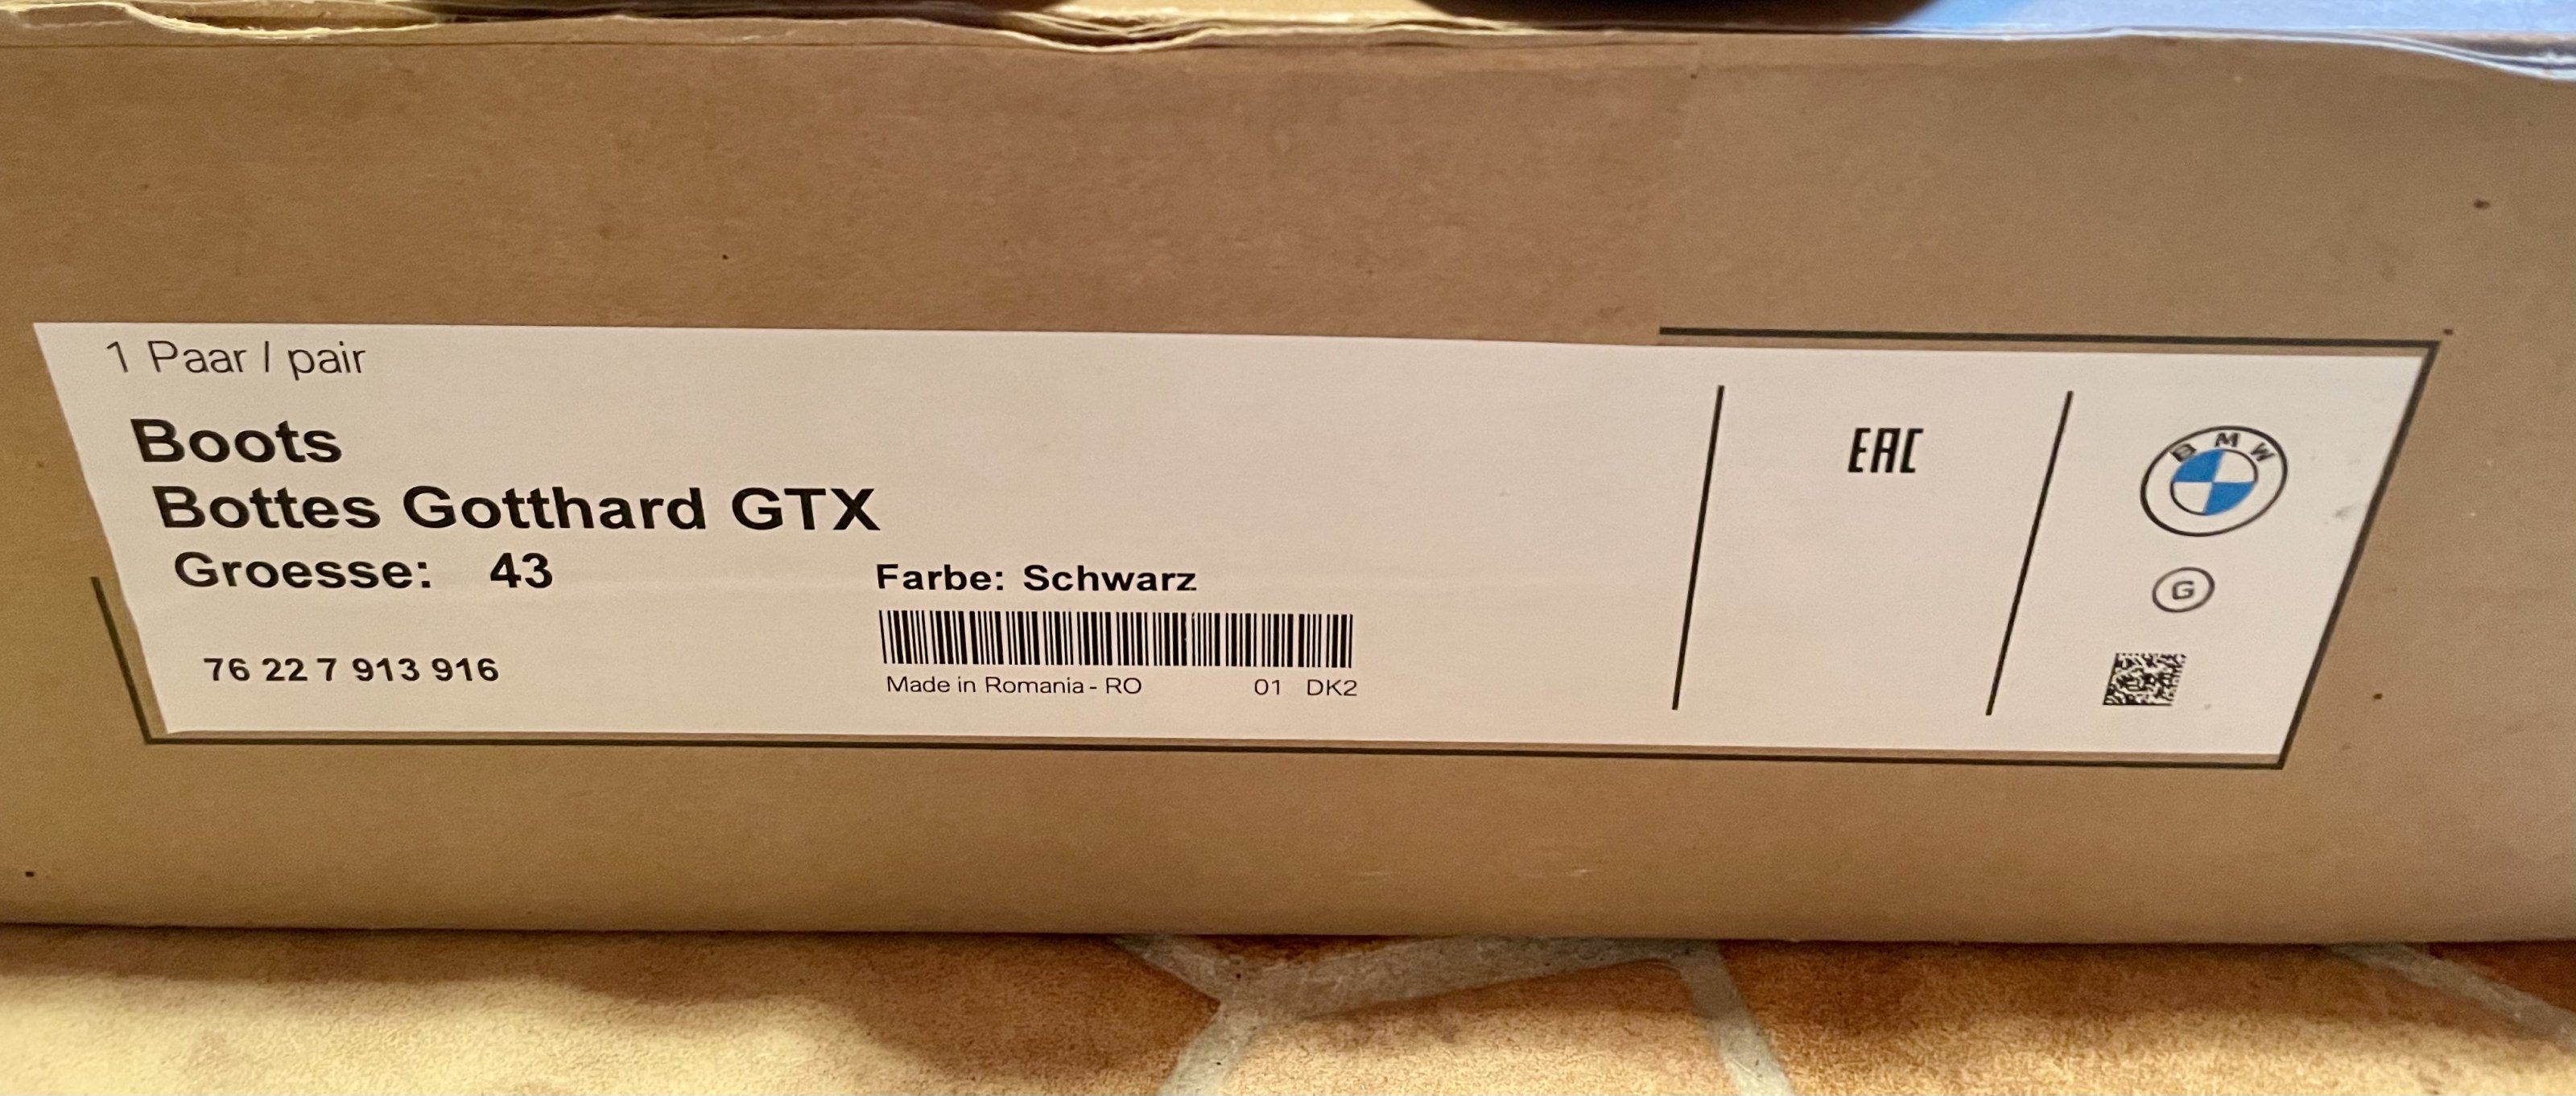 1 Paar / pair
Boots
Bottes Gotthard GTX
Groesse: 43
Farbe: Schwarz
76 22 7 913 916
Made in Romania - RO 01 DK2
EAC
BMW
G